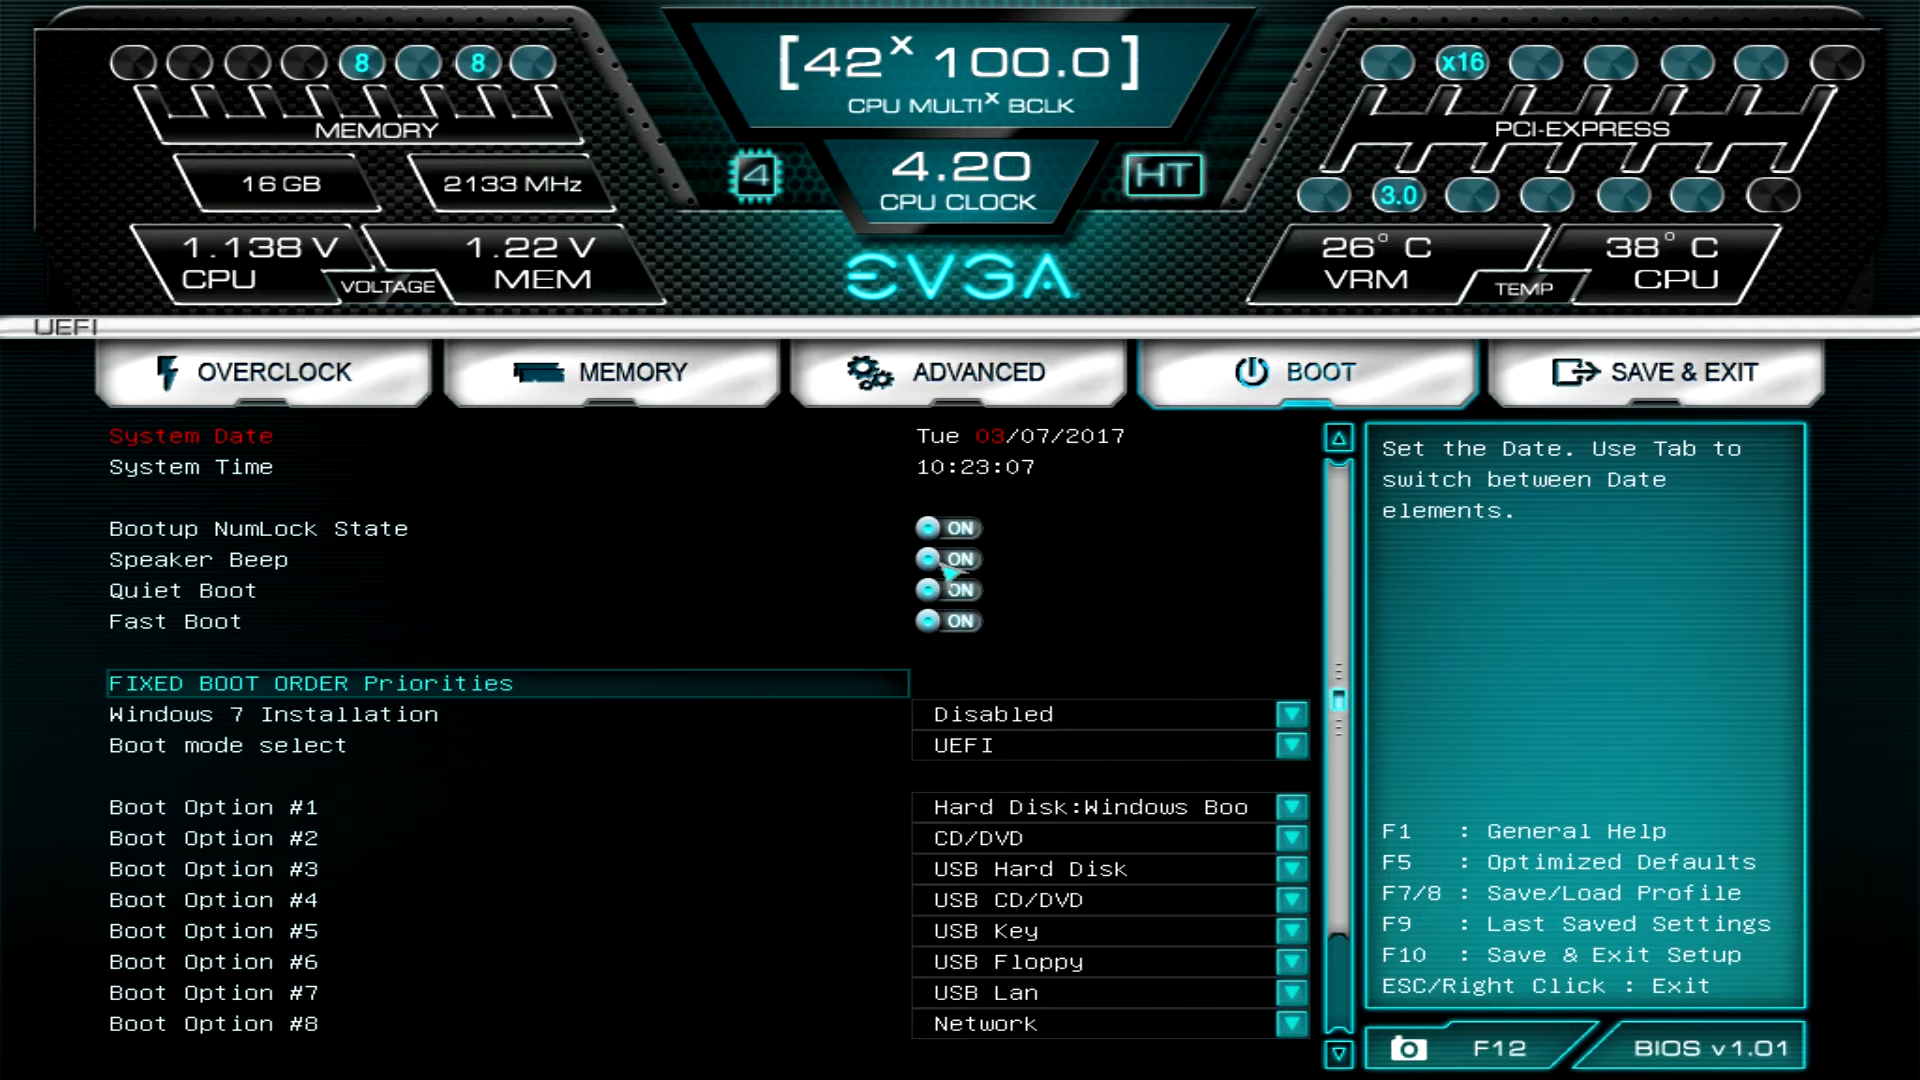 8 8
MEMORY
16 GB 2133 MHz
1.138 V 1.22 V
CPU VOLTAGE MEM
[42x 100.0]
CPU MULTIx BCLK
4 4.20 HT
CPU CLOCK
EVGA
x16
PCI-EXPRESS
3.0
26° C 38° C
VRM TEMP CPU
UEFI
OVERCLOCK MEMORY ADVANCED BOOT SAVE & EXIT
System Date Tue 03/07/2017
System Time 10:23:07
Bootup NumLock State ON
Speaker Beep ON
Quiet Boot ON
Fast Boot ON
FIXED BOOT ORDER Priorities
Windows 7 Installation Disabled
Boot mode select UEFI
Boot Option #1 Hard Disk:Windows Boo
Boot Option #2 CD/DVD
Boot Option #3 USB Hard Disk
Boot Option #4 USB CD/DVD
Boot Option #5 USB Key
Boot Option #6 USB Floppy
Boot Option #7 USB Lan
Boot Option #8 Network
Set the Date. Use Tab to
switch between Date
elements.
F1 : General Help
F5 : Optimized Defaults
F7/8 : Save/Load Profile
F9 : Last Saved Settings
F10 : Save & Exit Setup
ESC/Right Click : Exit
F12 BIOS v1.01